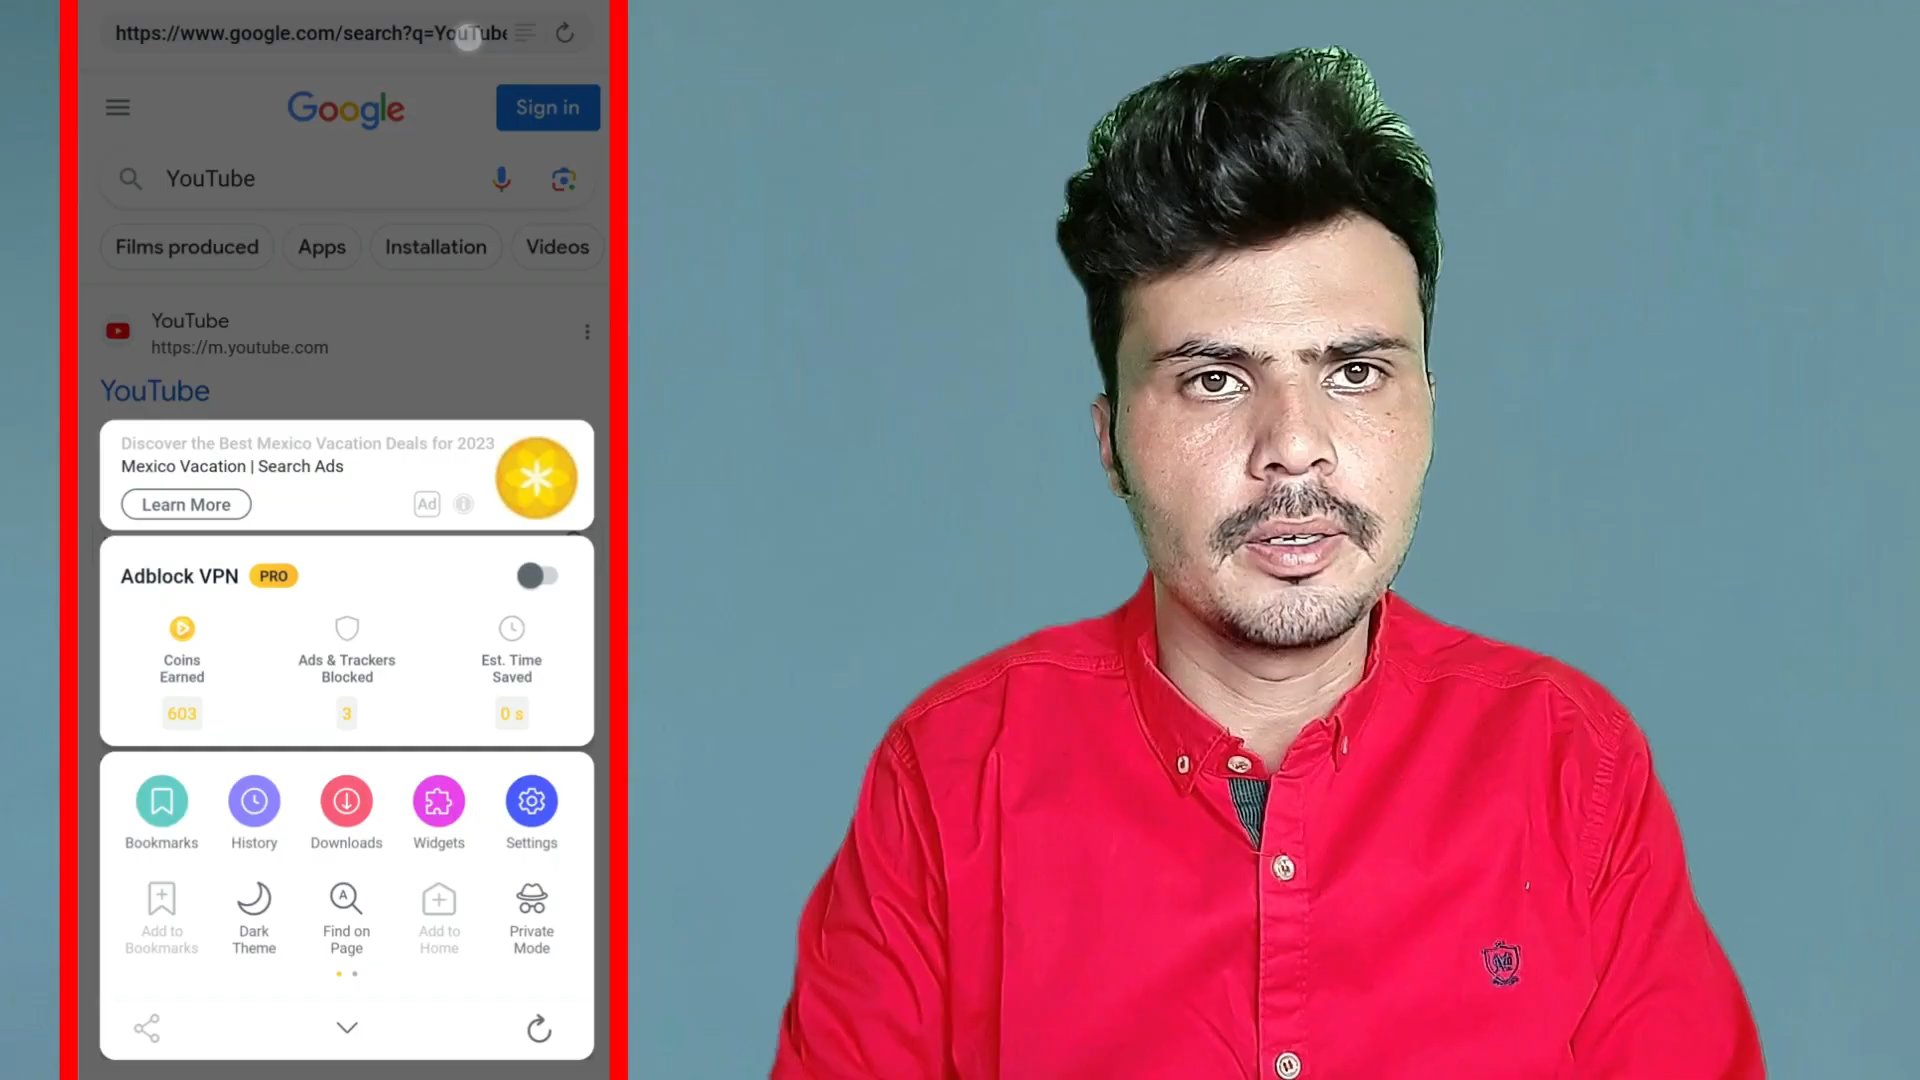 https://www.google.com/search?q=YouTube
Google
Sign in
YouTube
Films produced
Apps
Installation
Videos
YouTube
https://m.youtube.com
YouTube
Discover the Best Mexico Vacation Deals for 2023
Mexico Vacation | Search Ads
Learn More
Ad
Adblock VPN PRO
Coins Earned
Ads & Trackers Blocked
Est. Time Saved
603
3
0 s
Bookmarks
History
Downloads
Widgets
Settings
Add to Bookmarks
Dark Theme
Find on Page
Add to Home
Private Mode